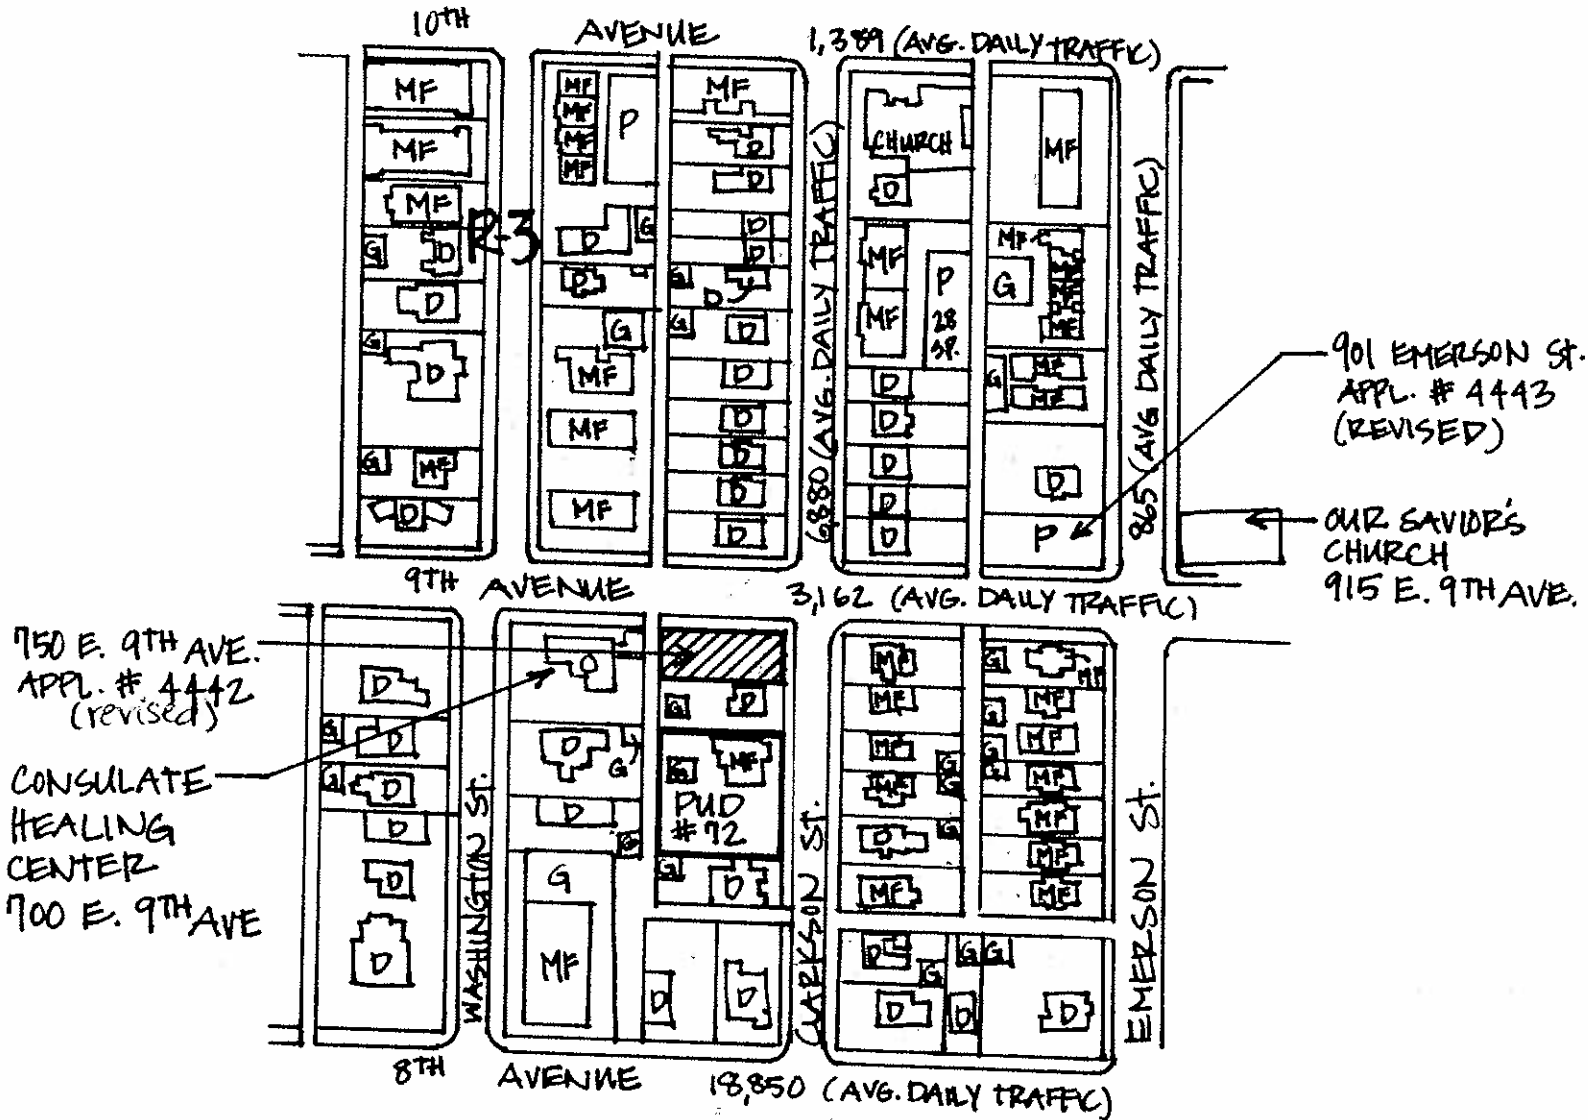 10TH AVENUE 1,389 (AVG. DAILY TRAFFIC)
MF
MF
MF
G D
R-3
D
G
D
G MF
D
MF
MF
MF
MF
P
D G
D
G
MF
MF
MF
MF
D
D
D
D
G D
G D
D
D
D
D
D
6,880 (AVG. DAILY TRAFFIC)
CHURCH
D
MF
MF
P
28
SP.
D
D
D
D
D
MF
MF
G
MF
G MF
MF
D
P
865 (AVG DAILY TRAFFIC)
901 EMERSON St.
APPL. # 4443
(REVISED)
OUR SAVIOR'S
CHURCH
915 E. 9TH AVE.
9TH AVENUE 3,162 (AVG. DAILY TRAFFIC)
750 E. 9TH AVE.
APPL. # 4442
(revised)
CONSULATE
HEALING
CENTER
700 E. 9TH AVE
D
G D
G D
D
D
D
WASHINGTON ST.
D
D G
D
G
G
MF
G D
G MF
PUD
# 72
G D
D
D
CLARKSON St.
MF
MF
MF G
MF G
D G
MF
G MF
G MF
G MF
G MF
MF
MF
MF
D G G G
D D D
EMERSON St.
8TH AVENUE 18,850 (AVG. DAILY TRAFFIC)